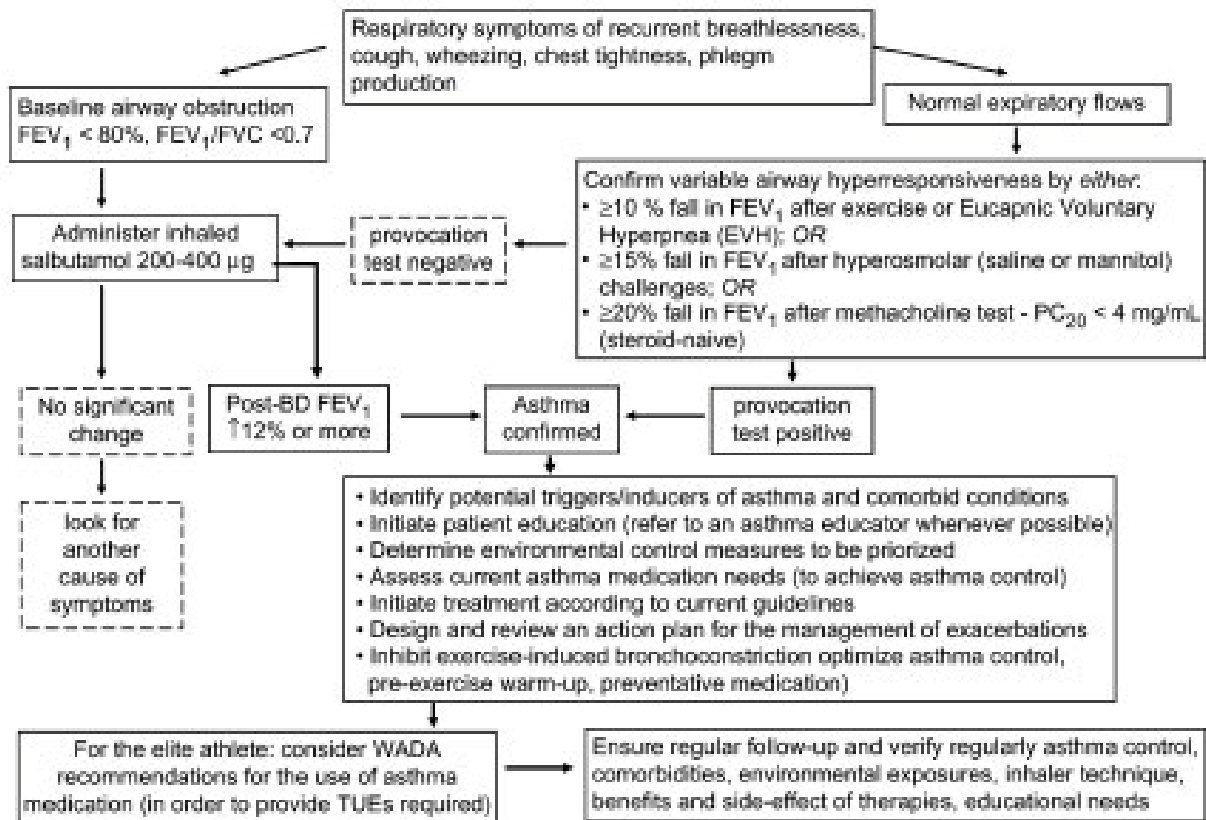 Respiratory symptoms of recurrent breathlessness,
cough, wheezing, chest tightness, phlegm
production
Baseline airway obstruction
FEV1 < 80%, FEV1/FVC <0.7
Normal expiratory flows
Confirm variable airway hyperresponsiveness by either:
• ≥10 % fall in FEV1 after exercise or Eucapnic Voluntary
Hyperpnea (EVH); OR
• ≥15% fall in FEV1 after hyperosmolar (saline or mannitol)
challenges; OR
• ≥20% fall in FEV1 after methacholine test - PC20 < 4 mg/mL
(steroid-naive)
Administer inhaled
salbutamol 200-400 µg
provocation
test negative
No significant
change
Post-BD FEV1
↑12% or more
Asthma
confirmed
provocation
test positive
look for
another
cause of
symptoms
• Identify potential triggers/inducers of asthma and comorbid conditions
• Initiate patient education (refer to an asthma educator whenever possible)
• Determine environmental control measures to be priorized
• Assess current asthma medication needs (to achieve asthma control)
• Initiate treatment according to current guidelines
• Design and review an action plan for the management of exacerbations
• Inhibit exercise-induced bronchoconstriction optimize asthma control,
pre-exercise warm-up, preventative medication)
For the elite athlete: consider WADA
recommendations for the use of asthma
medication (in order to provide TUEs required)
Ensure regular follow-up and verify regularly asthma control,
comorbidities, environmental exposures, inhaler technique,
benefits and side-effect of therapies, educational needs